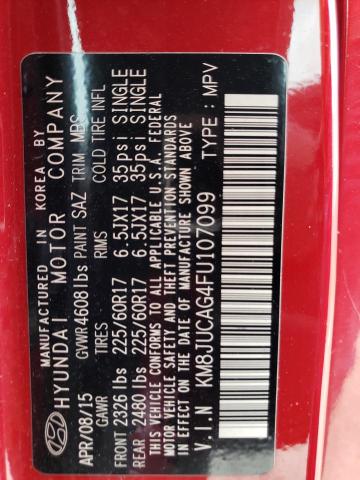 MANUFACTURED IN KOREA BY
HYUNDAI MOTOR COMPANY
APR/08/15 GVWR 4608lbs PAINT SAZ TRIM MBS
GAWR TIRES RIMS COLD TIRE INFL
FRONT 2326 lbs 225/60R17 6.5JX17 35psi SINGLE
REAR 2480 lbs 225/60R17 6.5JX17 35psi SINGLE
THIS VEHICLE CONFORMS TO ALL APPLICABLE U.S.A. FEDERAL
MOTOR VEHICLE SAFETY, BUMPER, AND THEFT PREVENTION STANDARDS
IN EFFECT ON THE DATE OF MANUFACTURE SHOWN ABOVE.
V.I.N KM8JUCAG4FU107099 TYPE: MPV